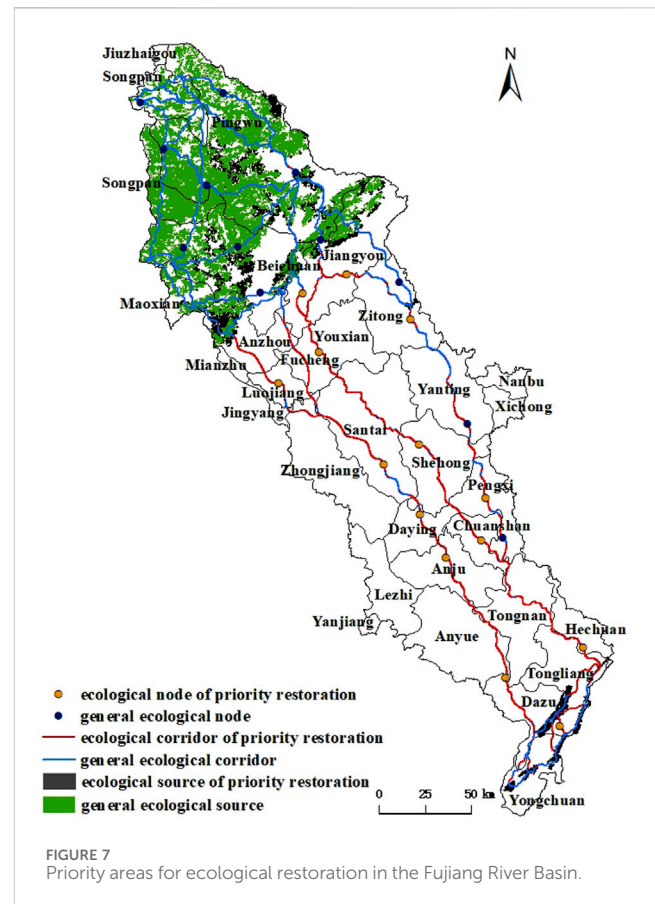 Jiuzhaigou
N
Songpan
Pingwu
Songpan
Jiangyou
Beichuan
Maoxian
Zitong
Anzhou
Youxian
Mianzhu
Fucheng
Yanting
Nanbu
Luojiang
Xichong
Jingyang
Santai
Shehong
Zhongjiang
Pengxi
Daying
Chuanshan
Anju
Lezhi
Tongnan
Yanjiang
Hechuan
Anyue
Tongliang
Dazu
ecological node of priority restoration
general ecological node
ecological corridor of priority restoration
general ecological corridor
ecological source of priority restoration
general ecological source
0 25 50 km
Yongchuan
FIGURE 7
Priority areas for ecological restoration in the Fujiang River Basin.